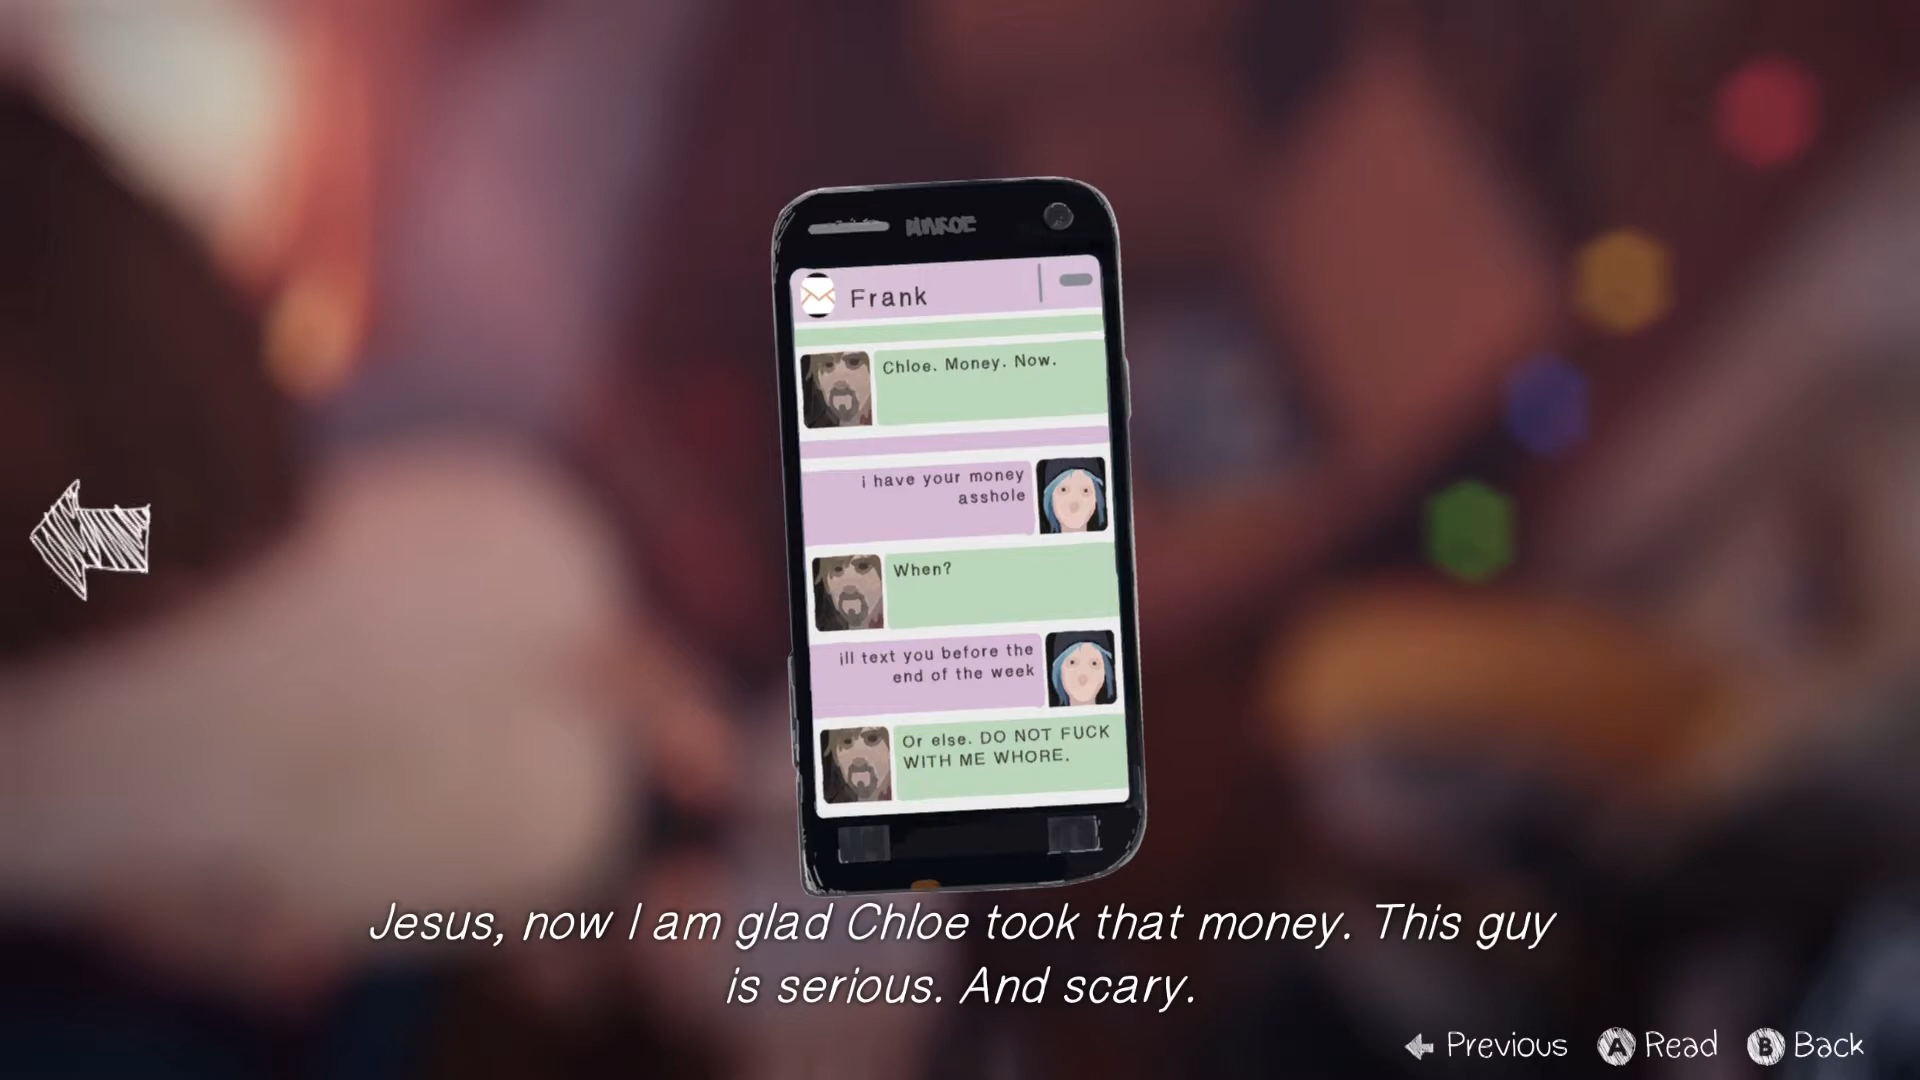 Frank
Chloe. Money. Now.
i have your money
asshole
When?
ill text you before the
end of the week
Or else. DO NOT FUCK
WITH ME WHORE.
Jesus, now I am glad Chloe took that money. This guy
is serious. And scary.
Previous A Read B Back